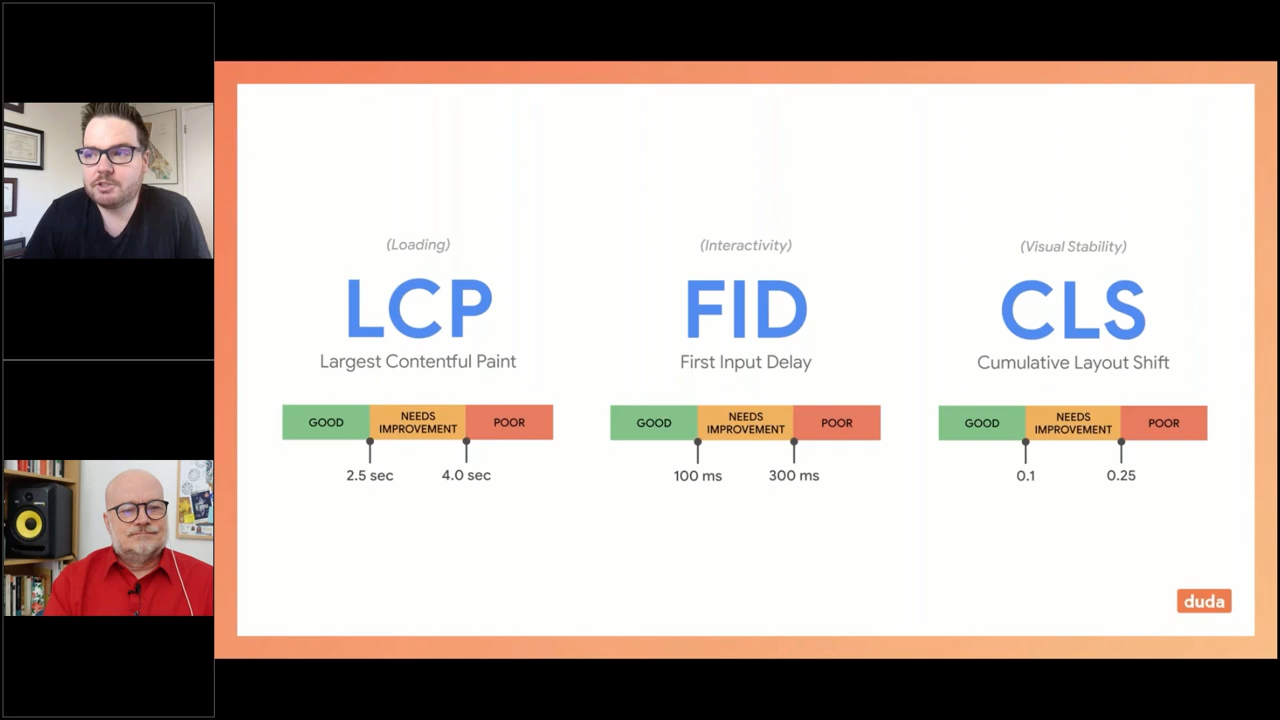 (Loading)
LCP
Largest Contentful Paint
GOOD
NEEDS
IMPROVEMENT
POOR
2.5 sec
4.0 sec
(Interactivity)
FID
First Input Delay
GOOD
NEEDS
IMPROVEMENT
POOR
100 ms
300 ms
(Visual Stability)
CLS
Cumulative Layout Shift
GOOD
NEEDS
IMPROVEMENT
POOR
0.1
0.25
duda